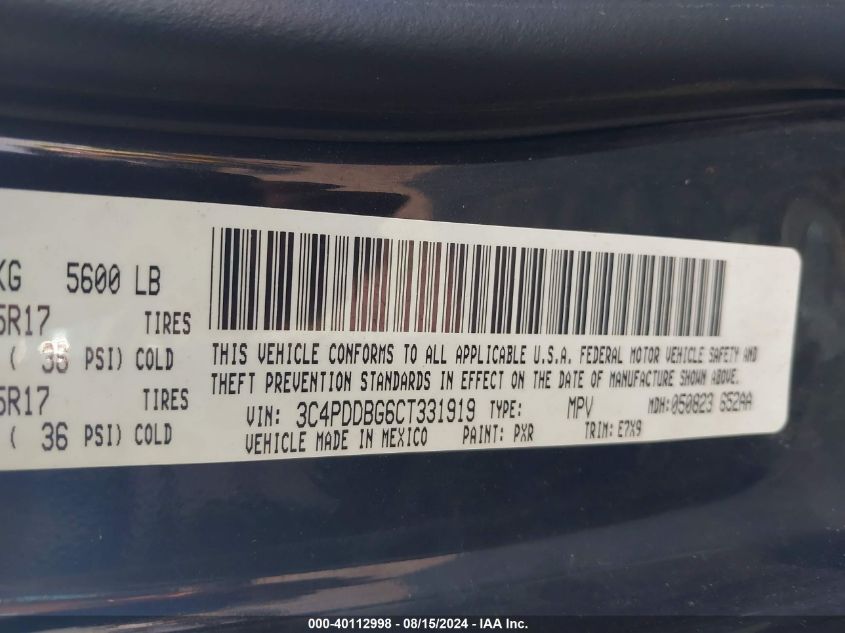 KG 5600 LB
5R17 TIRES
( 36 PSI) COLD
5R17
( 36 PSI) COLD
THIS VEHICLE CONFORMS TO ALL APPLICABLE U.S.A. FEDERAL MOTOR VEHICLE SAFETY AND
THEFT PREVENTION STANDARDS IN EFFECT ON THE DATE OF MANUFACTURE SHOWN ABOVE.
VIN: 3C4PDDBG6CT331919 TYPE: MPV MDH:050823 652AA
VEHICLE MADE IN MEXICO PAINT: PXR TRIM: E7X9
000-40112998 - 08/15/2024 - IAA Inc.